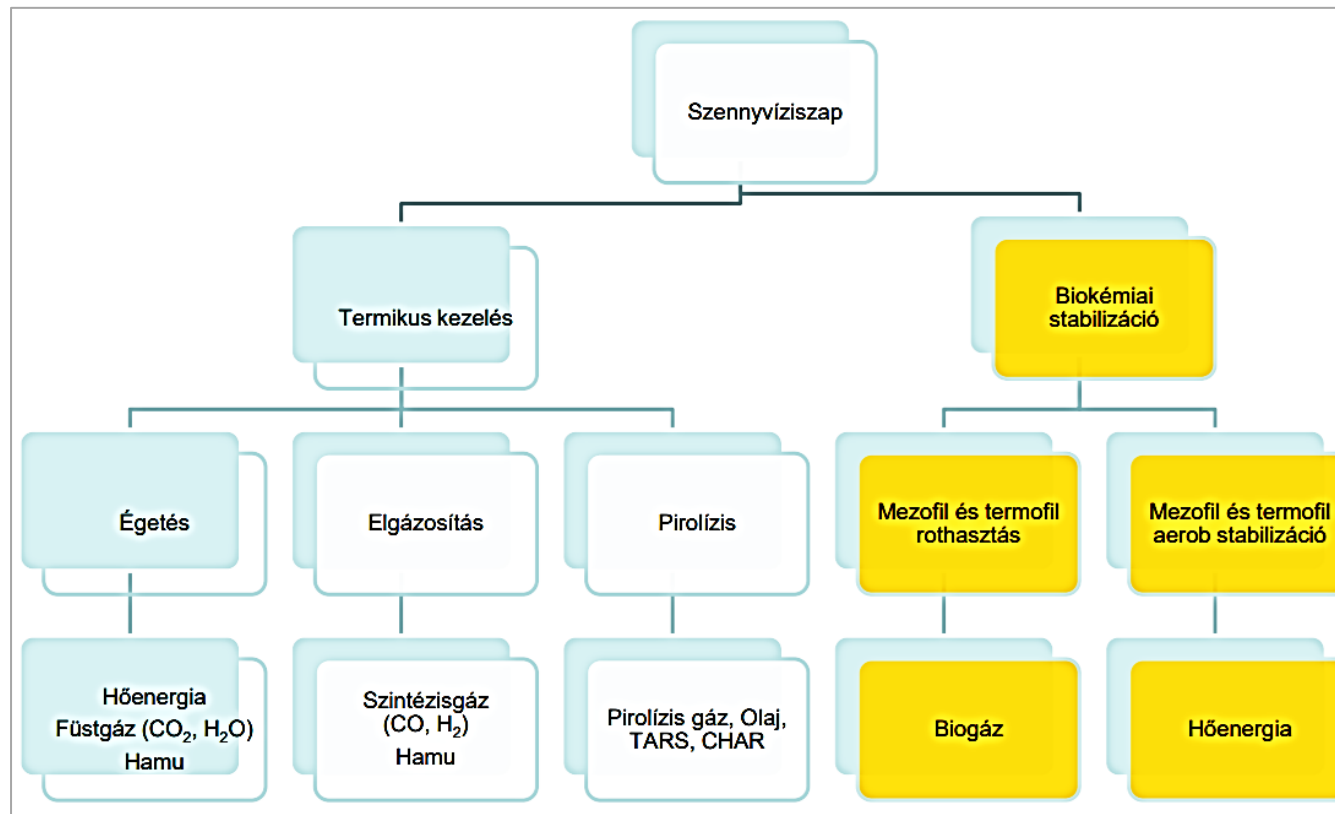 Szennyvíziszap
Termikus kezelés
Biokémiai
stabilizáció
Égetés
Elgázosítás
Pirolízis
Mezofil és termofil
rothasztás
Mezofil és termofil
aerob stabilizáció
Hőenergia
Füstgáz (CO₂, H₂O)
Hamu
Szintézisgáz
(CO, H₂)
Hamu
Pirolízis gáz, Olaj,
TARS, CHAR
Biogáz
Hőenergia